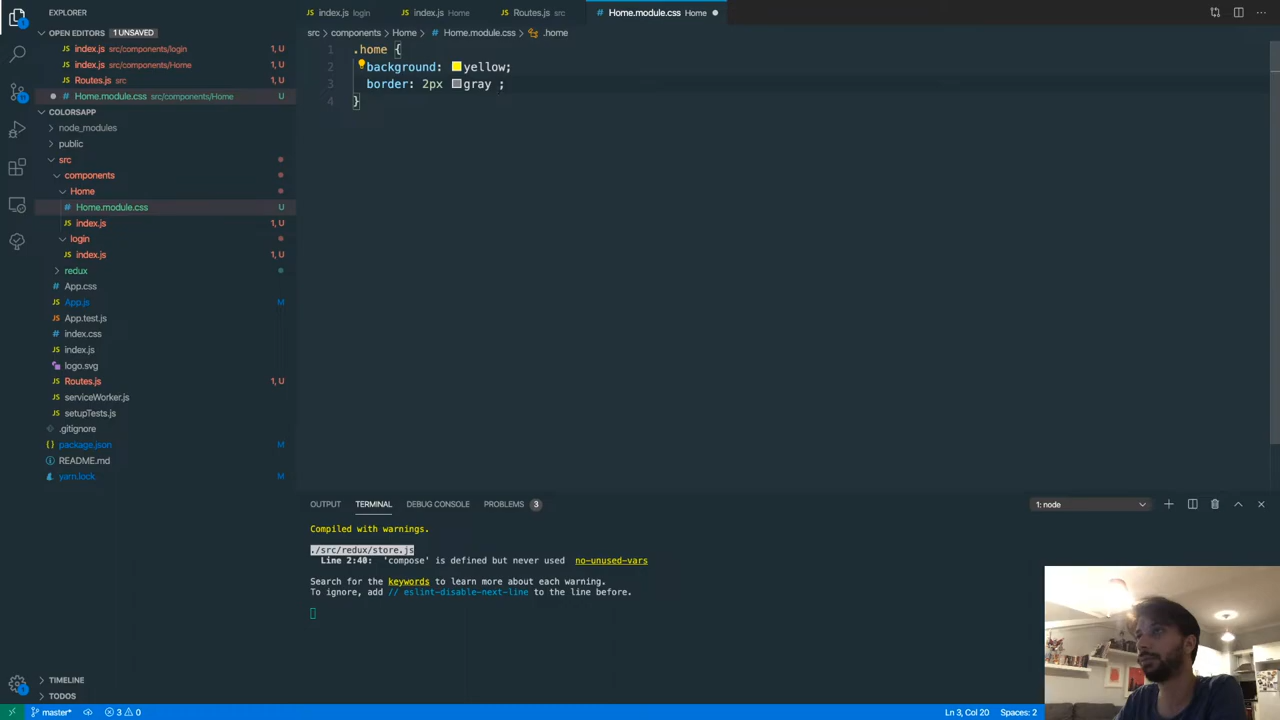 EXPLORER
OPEN EDITORS 1 UNSAVED
JS index.js src/components/login 1, U
JS index.js src/components/Home 1, U
JS Routes.js src 1, U
# Home.module.css src/components/Home U
COLORSAPP
node_modules
public
src
components
Home
# Home.module.css U
JS index.js 1, U
login
JS index.js 1, U
redux
# App.css
JS App.js M
JS App.test.js
# index.css
JS index.js
logo.svg
JS Routes.js 1, U
JS serviceWorker.js
JS setupTests.js
.gitignore
{} package.json M
README.md
yarn.lock M
TIMELINE
TODOS
JS index.js login
JS index.js Home
JS Routes.js src
# Home.module.css Home
src > components > Home > # Home.module.css > .home
1 .home {
2 background: yellow;
3 border: 2px gray ;
4 }
OUTPUT TERMINAL DEBUG CONSOLE PROBLEMS 3
1: node
Compiled with warnings.
./src/redux/store.js
Line 2:40: 'compose' is defined but never used no-unused-vars
Search for the keywords to learn more about each warning.
To ignore, add // eslint-disable-next-line to the line before.
master* 3 0 Ln 3, Col 20 Spaces: 2